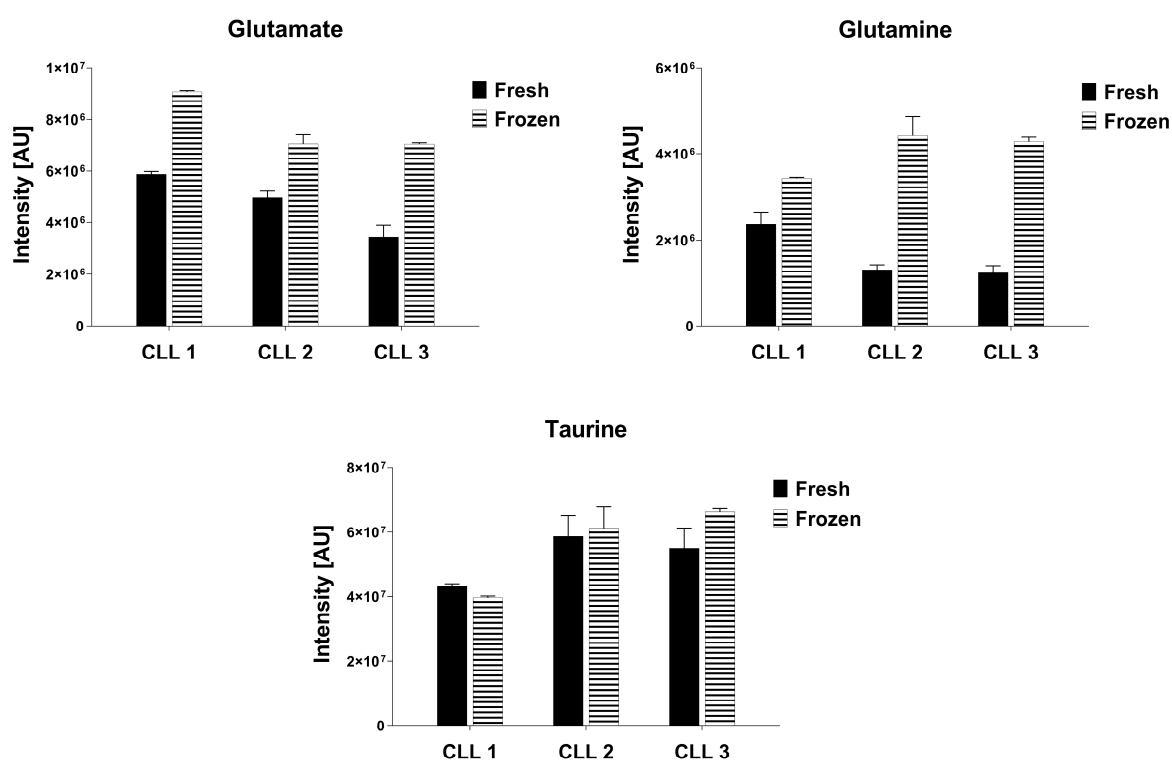 Glutamate
1×10⁷
8×10⁶
6×10⁶
4×10⁶
2×10⁶
0
Intensity [AU]
Fresh
Frozen
CLL 1 CLL 2 CLL 3
Glutamine
6×10⁶
4×10⁶
2×10⁶
0
Intensity [AU]
Fresh
Frozen
CLL 1 CLL 2 CLL 3
Taurine
8×10⁷
6×10⁷
4×10⁷
2×10⁷
0
Intensity [AU]
Fresh
Frozen
CLL 1 CLL 2 CLL 3